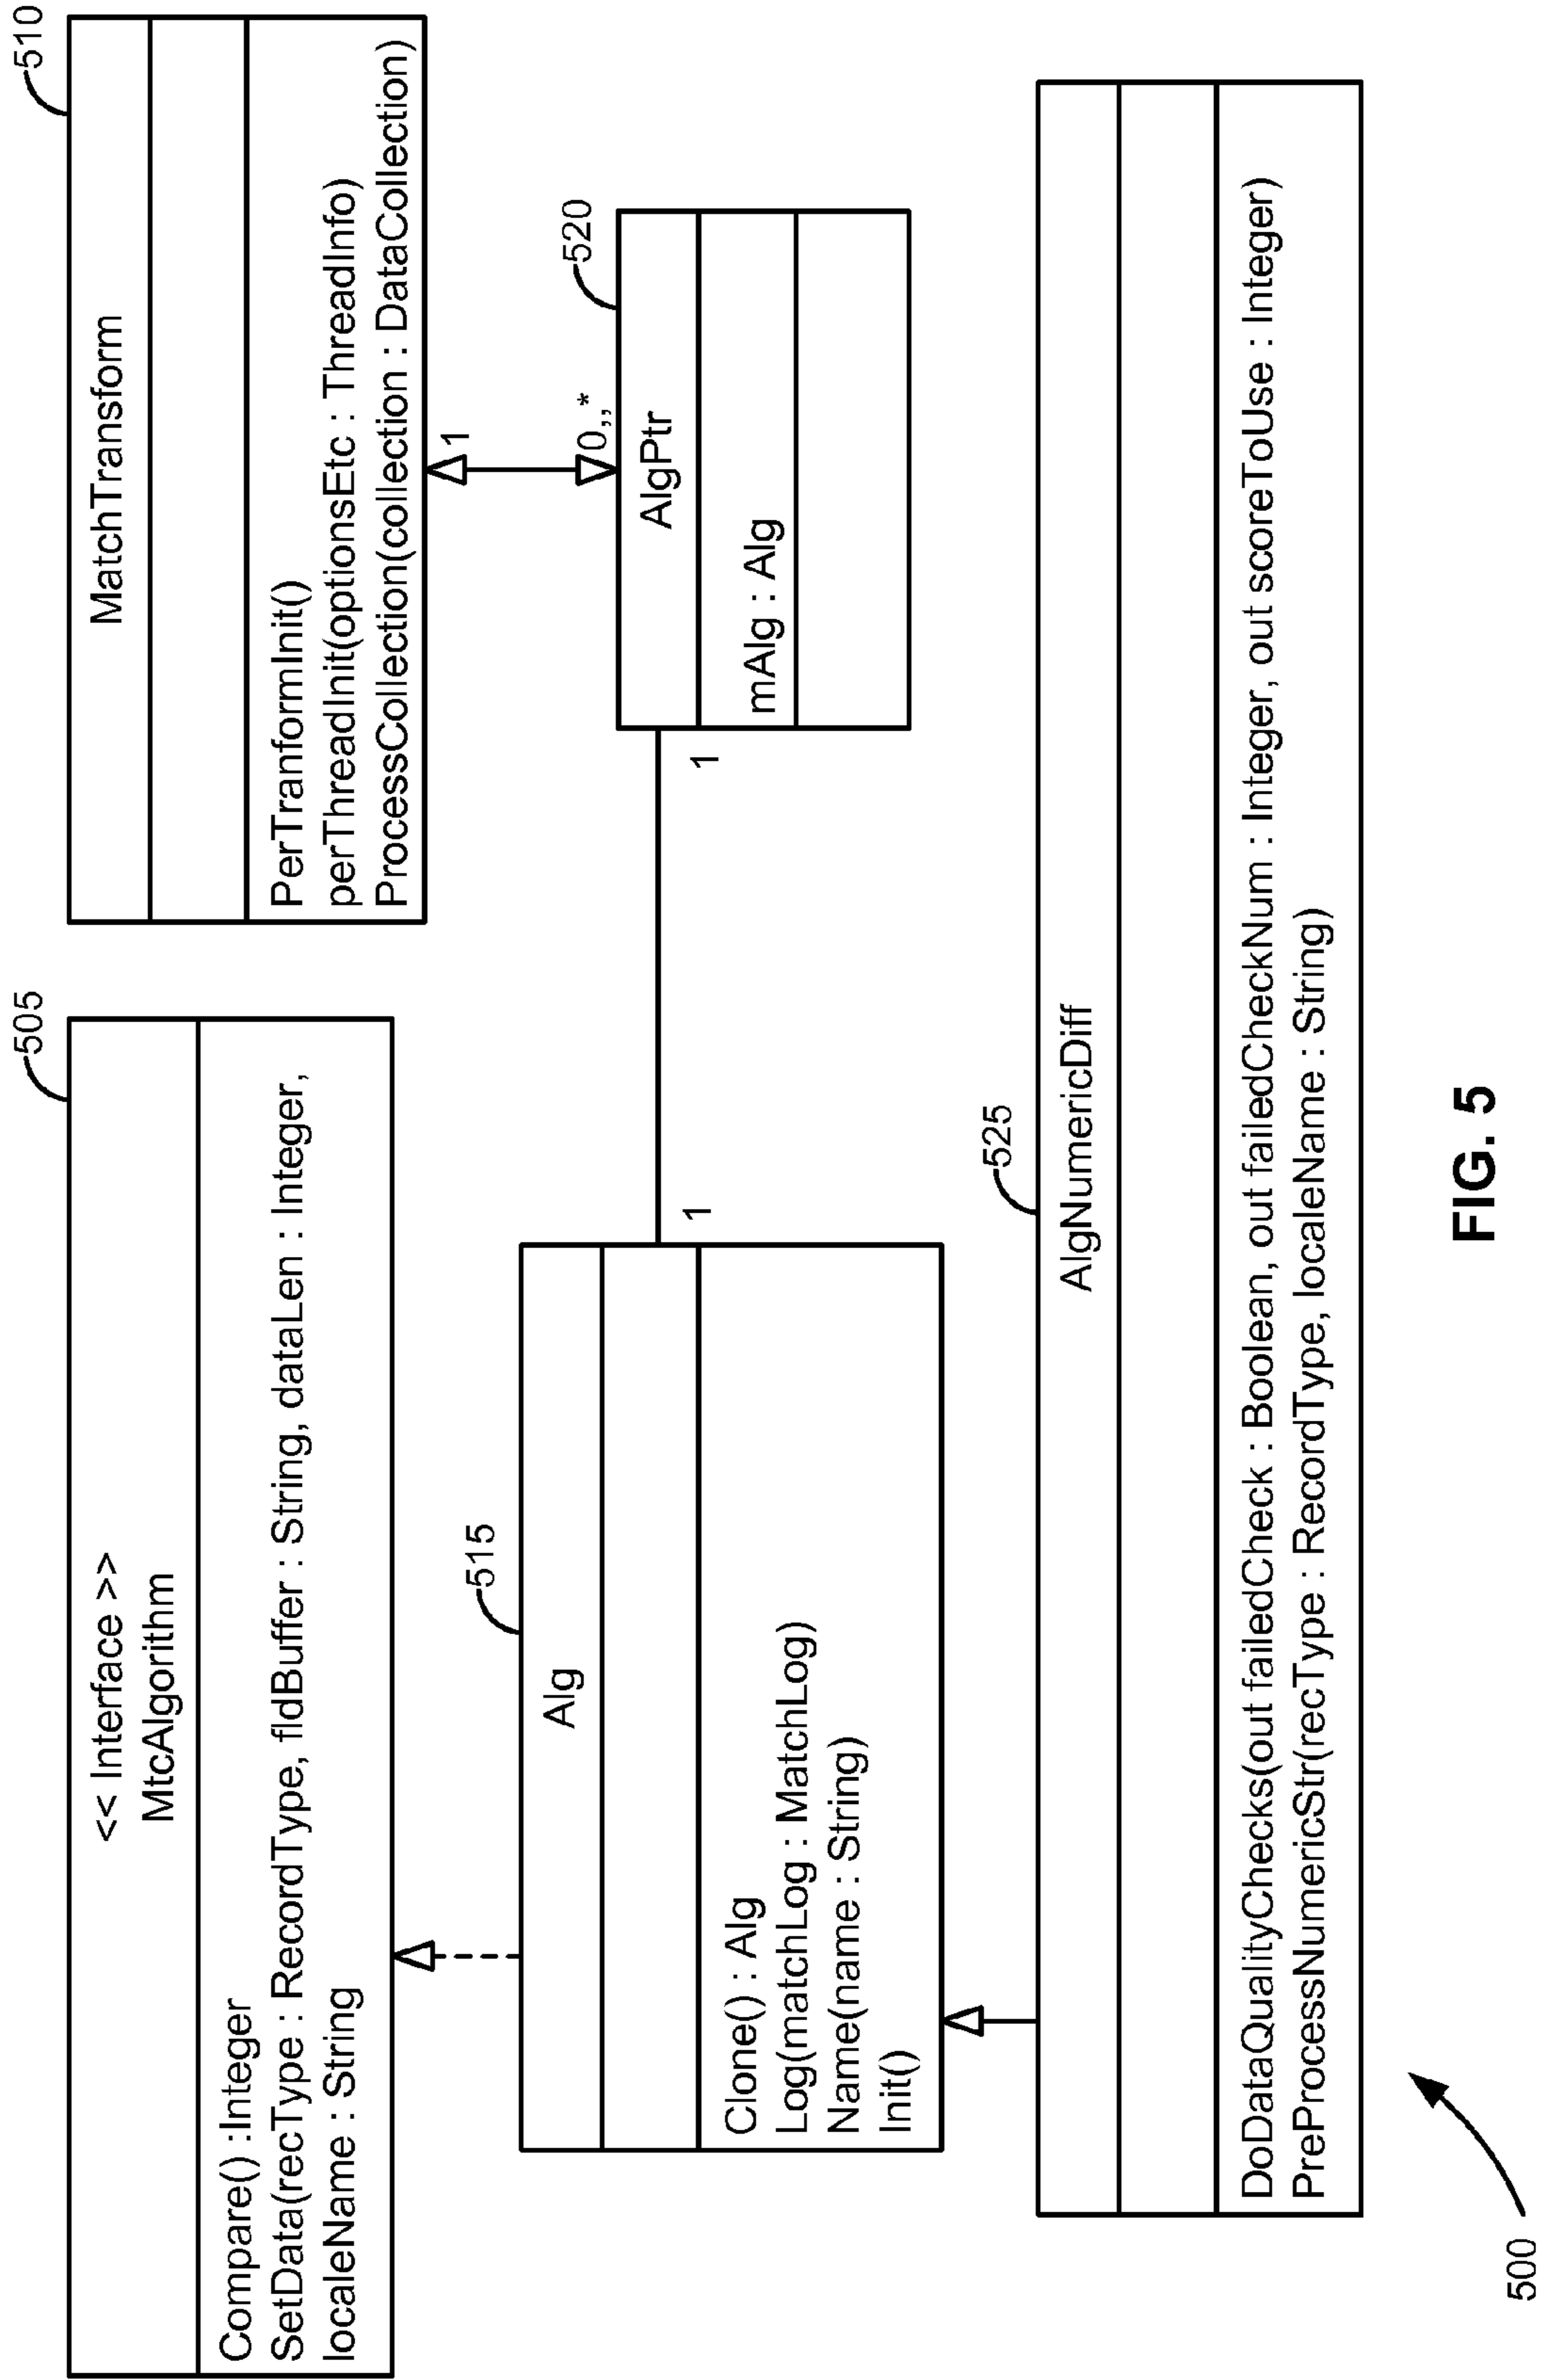 505
<< Interface >>
MtcAlgorithm
Compare() :Integer
SetData(recType : RecordType, fldBuffer : String, dataLen : Integer,
localeName : String
510
MatchTransform
PerTranformInit()
perThreadInit(optionsEtc : ThreadInfo)
ProcessCollection(collection : DataCollection)
1
0,,*
515
Alg
Clone() : Alg
Log(matchLog : MatchLog)
Name(name : String)
Init()
1
1
520
AlgPtr
mAlg : Alg
525
AlgNumericDiff
DoDataQualityChecks(out failedCheck : Boolean, out failedCheckNum : Integer, out scoreToUse : Integer)
PreProcessNumericStr(recType : RecordType, localeName : String)
500
FIG. 5